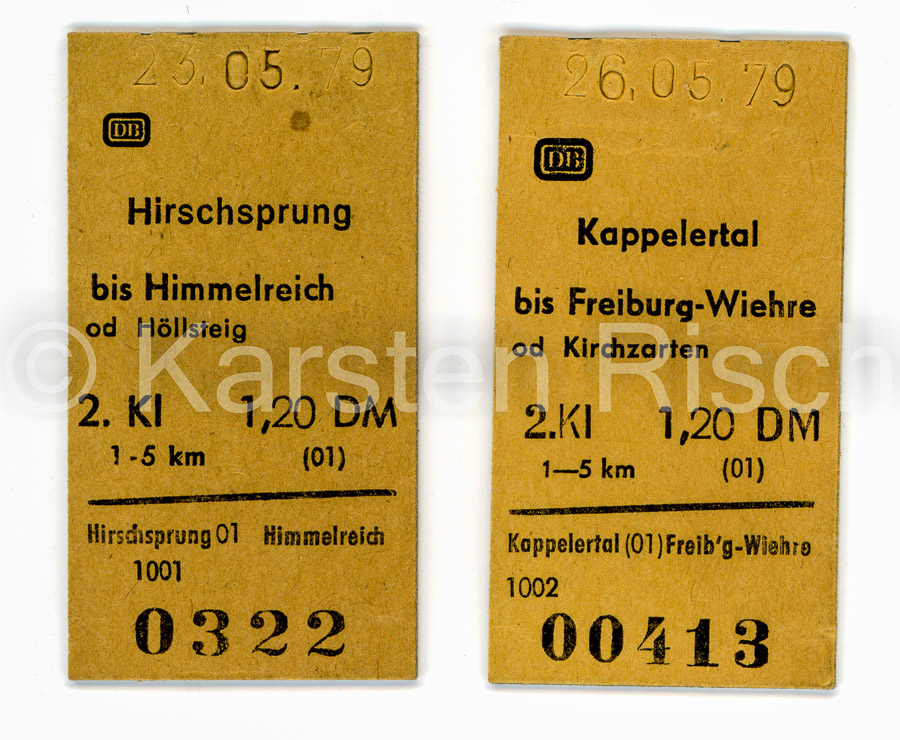 23.05.79
DB
Hirschsprung
bis Himmelreich
od Höllsteig
2. Kl 1,20 DM
1-5 km (01)
Hirschsprung 01 Himmelreich
1001
0322
26.05.79
DB
Kappelertal
bis Freiburg-Wiehre
od Kirchzarten
2.Kl 1,20 DM
1—5 km (01)
Kappelertal (01) Freib'g-Wiehre
1002
00413
© Karsten Risch